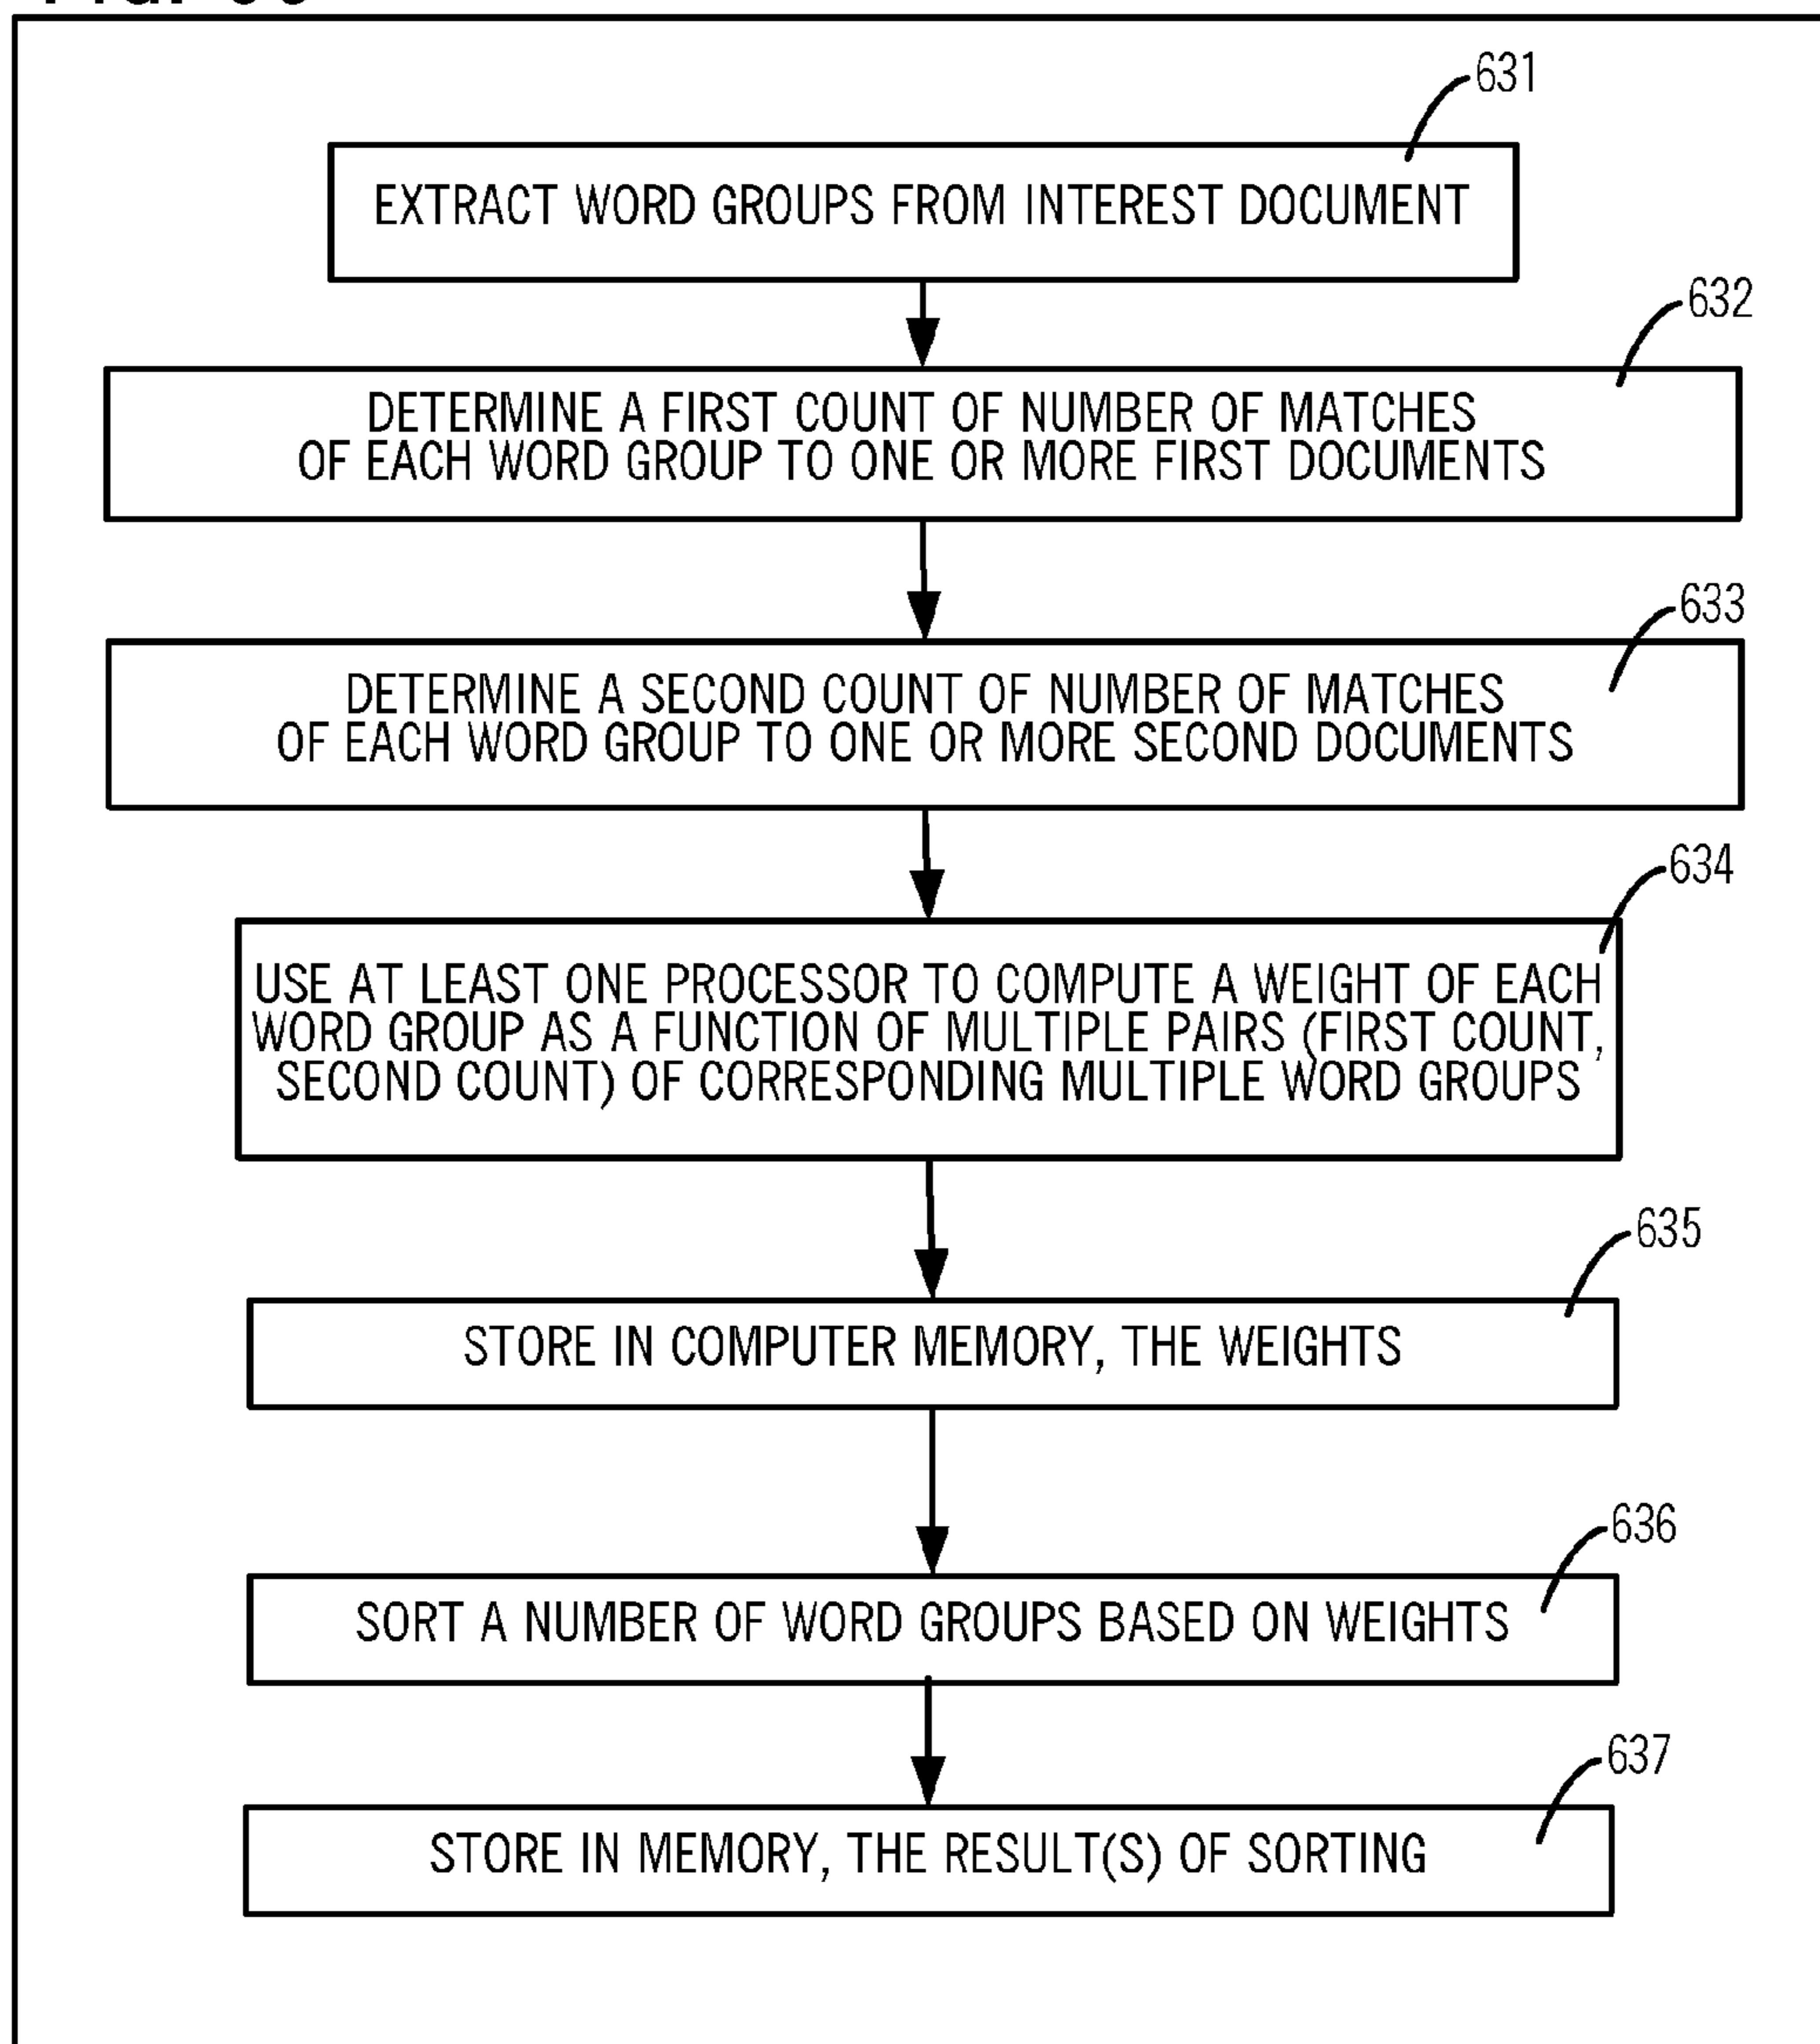 631
EXTRACT WORD GROUPS FROM INTEREST DOCUMENT
632
DETERMINE A FIRST COUNT OF NUMBER OF MATCHES
OF EACH WORD GROUP TO ONE OR MORE FIRST DOCUMENTS
633
DETERMINE A SECOND COUNT OF NUMBER OF MATCHES
OF EACH WORD GROUP TO ONE OR MORE SECOND DOCUMENTS
634
USE AT LEAST ONE PROCESSOR TO COMPUTE A WEIGHT OF EACH
WORD GROUP AS A FUNCTION OF MULTIPLE PAIRS (FIRST COUNT,
SECOND COUNT) OF CORRESPONDING MULTIPLE WORD GROUPS
635
STORE IN COMPUTER MEMORY, THE WEIGHTS
636
SORT A NUMBER OF WORD GROUPS BASED ON WEIGHTS
637
STORE IN MEMORY, THE RESULT(S) OF SORTING